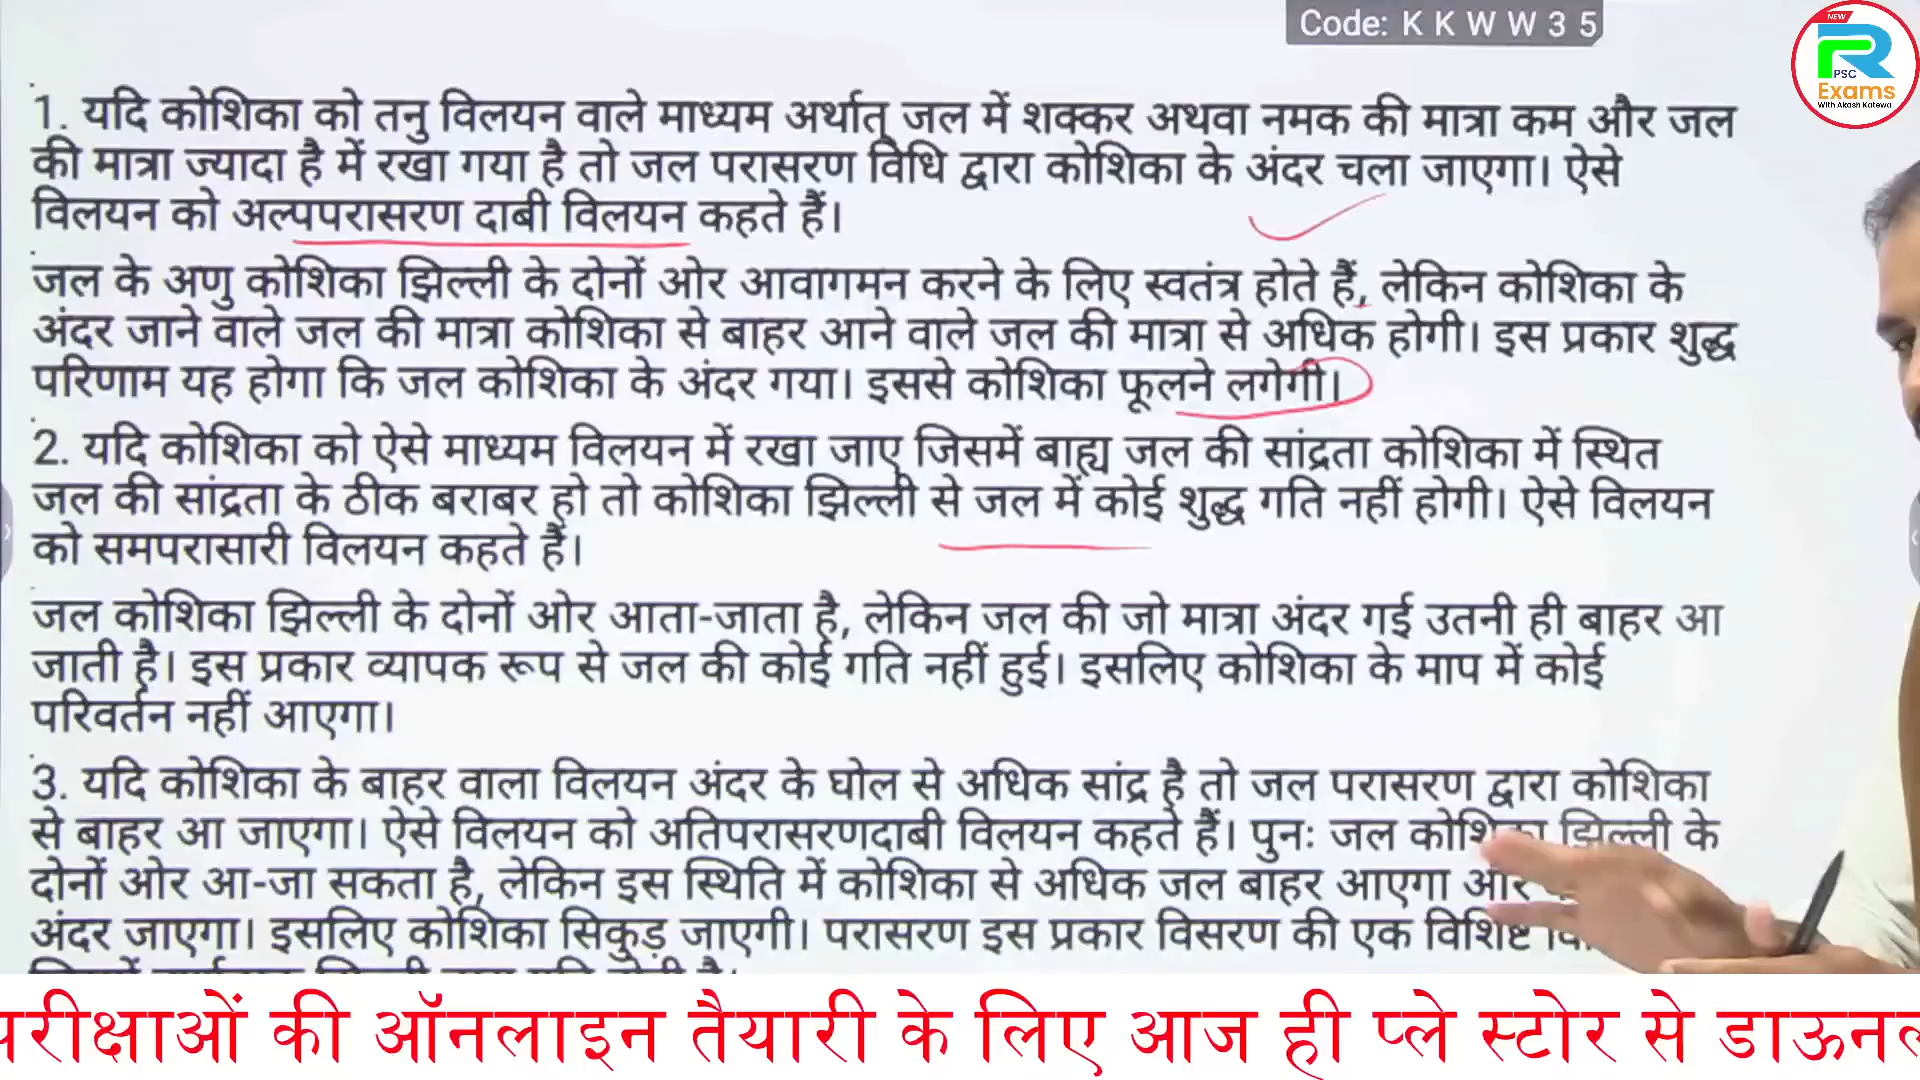 Code: K K W W 3 5
NEW
PSC
Exams
With Akash Katewa
1. यदि कोशिका को तनु विलयन वाले माध्यम अर्थात् जल में शक्कर अथवा नमक की मात्रा कम और जल
की मात्रा ज्यादा है में रखा गया है तो जल परासरण विधि द्वारा कोशिका के अंदर चला जाएगा। ऐसे
विलयन को अल्पपरासरण दाबी विलयन कहते हैं।
जल के अणु कोशिका झिल्ली के दोनों ओर आवागमन करने के लिए स्वतंत्र होते हैं, लेकिन कोशिका के
अंदर जाने वाले जल की मात्रा कोशिका से बाहर आने वाले जल की मात्रा से अधिक होगी। इस प्रकार शुद्ध
परिणाम यह होगा कि जल कोशिका के अंदर गया। इससे कोशिका फूलने लगेगी।
2. यदि कोशिका को ऐसे माध्यम विलयन में रखा जाए जिसमें बाह्य जल की सांद्रता कोशिका में स्थित
जल की सांद्रता के ठीक बराबर हो तो कोशिका झिल्ली से जल में कोई शुद्ध गति नहीं होगी। ऐसे विलयन
को समपरासारी विलयन कहते हैं।
जल कोशिका झिल्ली के दोनों ओर आता-जाता है, लेकिन जल की जो मात्रा अंदर गई उतनी ही बाहर आ
जाती है। इस प्रकार व्यापक रूप से जल की कोई गति नहीं हुई। इसलिए कोशिका के माप में कोई
परिवर्तन नहीं आएगा।
3. यदि कोशिका के बाहर वाला विलयन अंदर के घोल से अधिक सांद्र है तो जल परासरण द्वारा कोशिका
से बाहर आ जाएगा। ऐसे विलयन को अतिपरासरणदाबी विलयन कहते हैं। पुनः जल कोशिका झिल्ली के
दोनों ओर आ-जा सकता है, लेकिन इस स्थिति में कोशिका से अधिक जल बाहर आएगा और
अंदर जाएगा। इसलिए कोशिका सिकुड़ जाएगी। परासरण इस प्रकार विसरण की एक विशिष्ट
परीक्षाओं की ऑनलाइन तैयारी के लिए आज ही प्ले स्टोर से डाऊनल